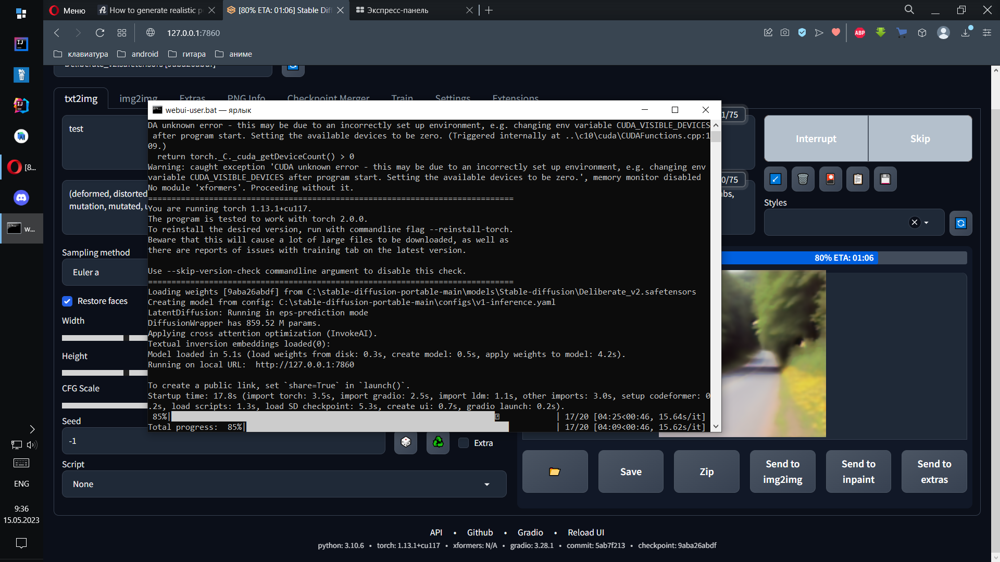 Меню
How to generate realistic p
[80% ETA: 01:06] Stable Dif
Экспресс-панель
127.0.0.1:7860
ABP
клавиатура
android
гитара
аниме
Deliberate_v2.safetensors [9aba26abdf]
txt2img
img2img
Extras
PNG Info
Checkpoint Merger
Train
Settings
Extensions
test
(deformed, distorted
mutation, mutated, u
1/75
0/75
Interrupt
Skip
Styles
Sampling method
Euler a
Restore faces
Width
Height
CFG Scale
Seed
-1
Extra
Script
None
webui-user.bat — ярлык
DA unknown error - this may be due to an incorrectly set up environment, e.g. changing env variable CUDA_VISIBLE_DEVICES
after program start. Setting the available devices to be zero. (Triggered internally at ..\c10\cuda\CUDAFunctions.cpp:1
09.)
return torch._C._cuda_getDeviceCount() > 0
Warning: caught exception 'CUDA unknown error - this may be due to an incorrectly set up environment, e.g. changing env
variable CUDA_VISIBLE_DEVICES after program start. Setting the available devices to be zero.', memory monitor disabled
No module 'xformers'. Proceeding without it.
==============================================================================
You are running torch 1.13.1+cu117.
The program is tested to work with torch 2.0.0.
To reinstall the desired version, run with commandline flag --reinstall-torch.
Beware that this will cause a lot of large files to be downloaded, as well as
there are reports of issues with training tab on the latest version.
Use --skip-version-check commandline argument to disable this check.
==============================================================================
Loading weights [9aba26abdf] from C:\stable-diffusion-portable-main\models\Stable-diffusion\Deliberate_v2.safetensors
Creating model from config: C:\stable-diffusion-portable-main\configs\v1-inference.yaml
LatentDiffusion: Running in eps-prediction mode
DiffusionWrapper has 859.52 M params.
Applying cross attention optimization (InvokeAI).
Textual inversion embeddings loaded(0):
Model loaded in 5.1s (load weights from disk: 0.3s, create model: 0.5s, apply weights to model: 4.2s).
Running on local URL:  http://127.0.0.1:7860
To create a public link, set `share=True` in `launch()`.
Startup time: 17.8s (import torch: 3.5s, import gradio: 2.5s, import ldm: 1.1s, other imports: 3.0s, setup codeformer: 0
.2s, load scripts: 1.3s, load SD checkpoint: 5.3s, create ui: 0.7s, gradio launch: 0.2s).
85%| | 17/20 [04:25<00:46, 15.64s/it]
Total progress:  85%| | 17/20 [04:09<00:46, 15.62s/it]
80% ETA: 01:06
Save
Zip
Send to
img2img
Send to
inpaint
Send to
extras
API • Github • Gradio • Reload UI
python: 3.10.6 • torch: 1.13.1+cu117 • xformers: N/A • gradio: 3.28.1 • commit: 5ab7f213 • checkpoint: 9aba26abdf
[8...
w...
ENG
9:36
15.05.2023